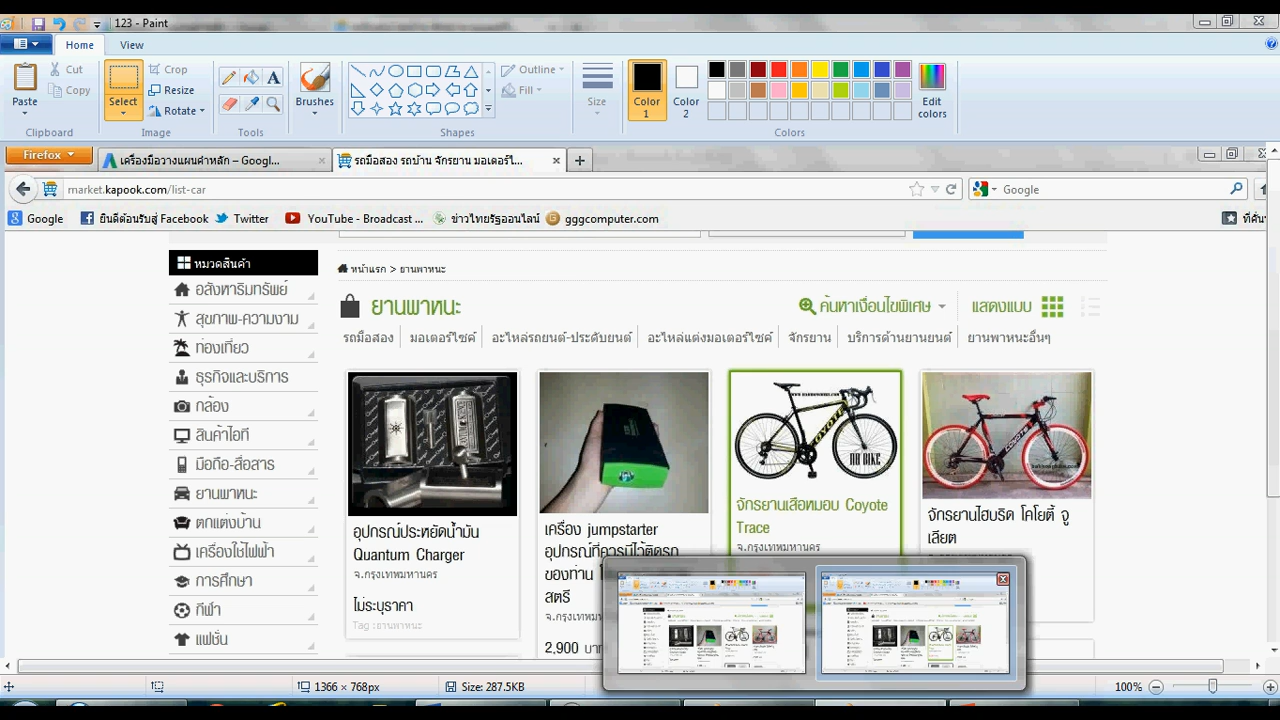 123 - Paint
Home
View
Paste
Cut
Copy
Clipboard
Select
Crop
Resize
Rotate
Image
Tools
Brushes
Shapes
Outline
Fill
Size
Color 1
Color 2
Colors
Edit colors
Firefox
เครื่องมือวางแผนคำหลัก – Googl...
รถมือสอง รถบ้าน จักรยาน มอเตอร์ไ...
market.kapook.com/list-car
Google
Google
ยินดีต้อนรับสู่ Facebook
Twitter
YouTube - Broadcast ...
ข่าวไทยรัฐออนไลน์
gggcomputer.com
ที่คั่น
หมวดสินค้า
อสังหาริมทรัพย์
สุขภาพ-ความงาม
ท่องเที่ยว
ธุรกิจและบริการ
กล้อง
สินค้าไอที
มือถือ-สื่อสาร
ยานพาหนะ
ตกแต่งบ้าน
เครื่องใช้ไฟฟ้า
การศึกษา
กีฬา
แฟชั่น
หน้าแรก > ยานพาหนะ
ยานพาหนะ
ค้นหาเงื่อนไขพิเศษ
แสดงแบบ
รถมือสอง
มอเตอร์ไซค์
อะไหล่รถยนต์-ประดับยนต์
อะไหล่แต่งมอเตอร์ไซค์
จักรยาน
บริการด้านยานยนต์
ยานพาหนะอื่นๆ
อุปกรณ์ประหยัดน้ำมัน
Quantum Charger
จ.กรุงเทพมหานคร
ไม่ระบุราคา
Tag :ยานพาหนะ
เครื่อง jumpstarter
อุปกรณ์ที่ควรมีไว้ติดรถ
ของท่าน
สตรี
จ.กรุงเทพมหาน
2,900 บาท
COYOTE
HB BIKE
จักรยานเสือหมอบ Coyote
Trace
จ.กรุงเทพมหานคร
จักรยานไฮบริด โคโยตี้ จู
เลียต
1366 × 768px
Size: 287.5KB
100%